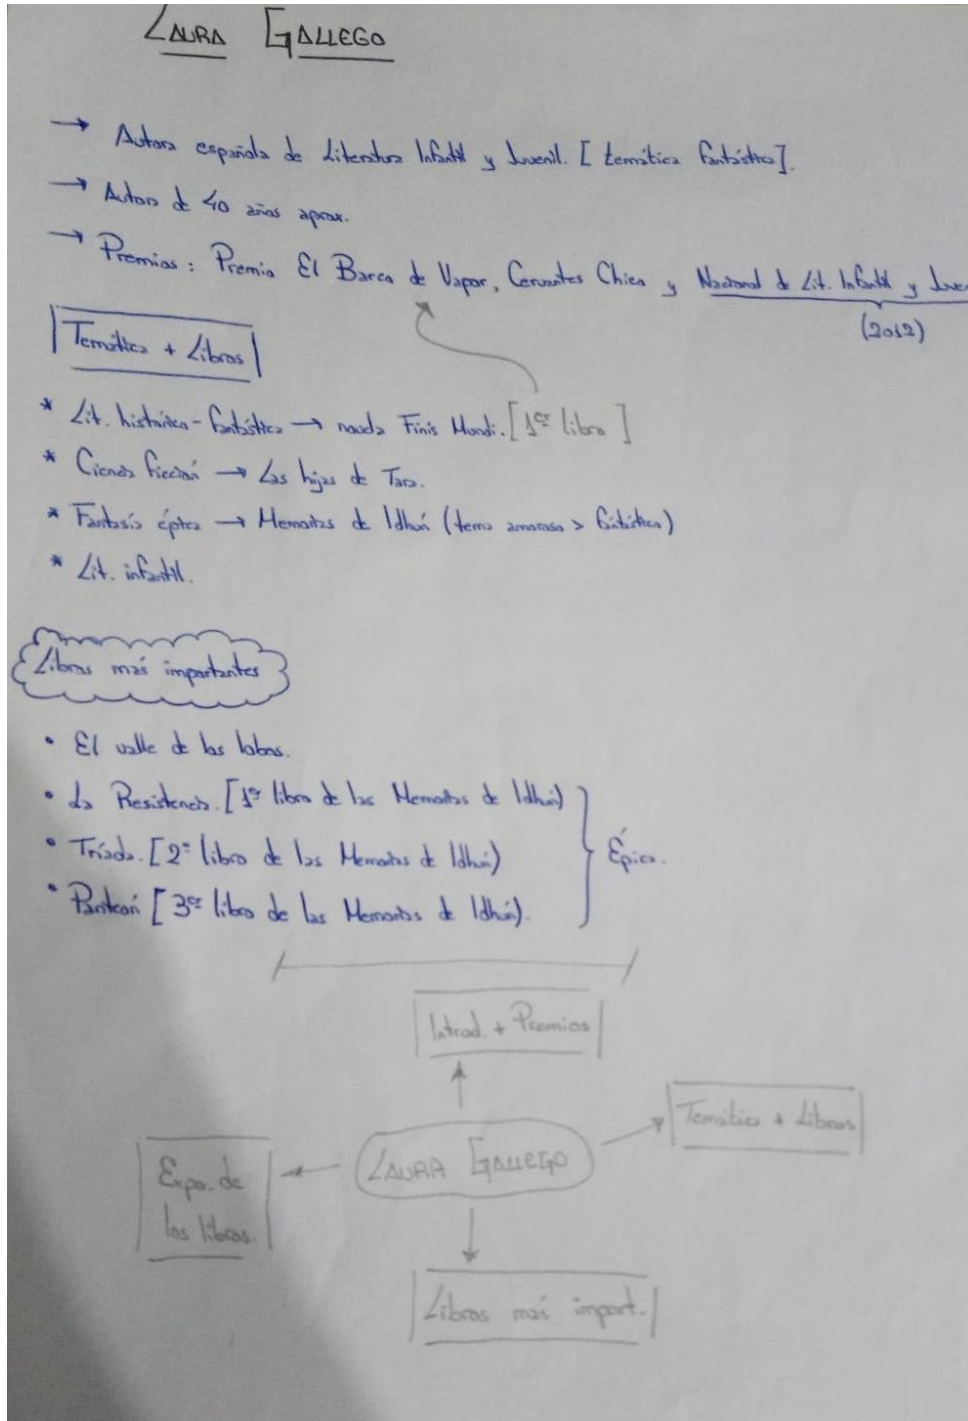 LAURA GALLEGO
→ Autora española de Literatura Infantil y Juvenil. [temática fantástica].
→ Autora de 40 años aprox.
→ Premios: Premio El Barco de Vapor, Cervantes Chico y Nacional de Lit. Infantil y Juve
(2012)
Temática + Libros
* Lit. histórico-fantástica → novela Finis Mundi. [1er libro]
* Ciencia ficción → Las hijas de Tara.
* Fantasía épica → Memorias de Idhún (tema amoroso > fantástico)
* Lit. infantil.
Libros más importantes
• El valle de los lobos.
• La Resistencia. [1er libro de las Memorias de Idhún)
• Tríada. [2º libro de las Memorias de Idhún)
• Panteón [3er libro de las Memorias de Idhún).
Épica.
Introd. + Premios
Temática + Libros
LAURA GALLEGO
Expo. de
los libros.
Libros más import.